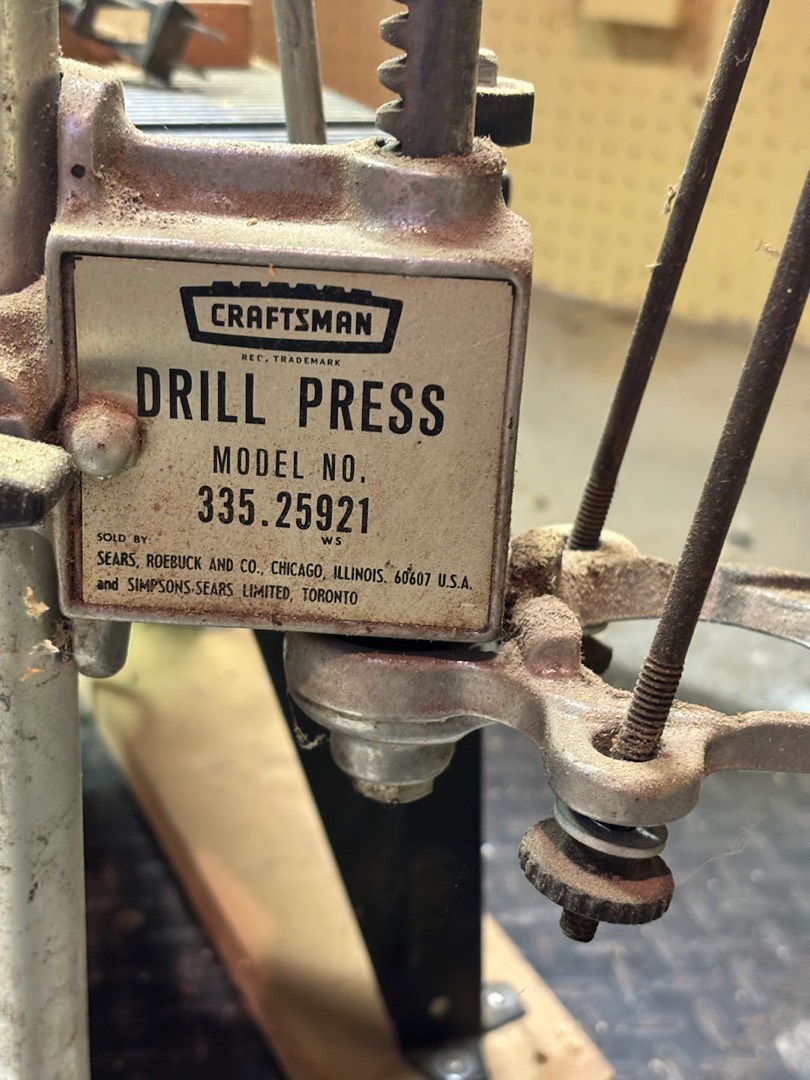 CRAFTSMAN
REG. TRADEMARK
DRILL PRESS
MODEL NO.
335.25921
WS
SOLD BY:
SEARS, ROEBUCK AND CO., CHICAGO, ILLINOIS. 60607 U.S.A.
and SIMPSONS-SEARS LIMITED, TORONTO